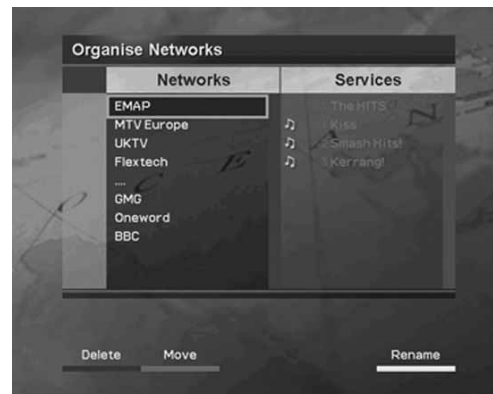 Organise Networks
Networks
Services
EMAP
MTV Europe
UKTV
Flextech
....
GMG
Oneword
BBC
The HITS
Kiss
Smash Hits!
Kerrang!
Delete
Move
Rename